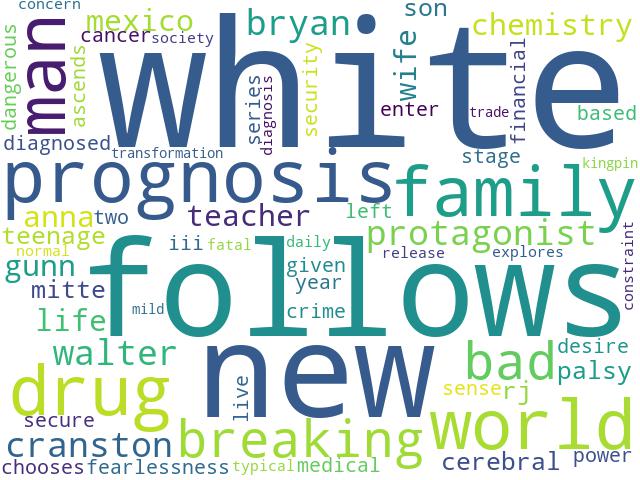 concern
mexico
bryan
son
chemistry
cancer
society
dangerous
man
ascends
white
wife
series
diagnosis
security
enter
trade
financial
based
diagnosed
transformation
stage
kingpin
prognosis
family
anna
two
teacher
left
protagonist
teenage
normal
iii
fatal
daily
release
explores
constraint
gunn
follows
given
year
mitte
mild
crime
life
walter
new
bad
desire
palsy
drug
live
sense
rj
world
secure
cranston
breaking
cerebral
power
chooses
fearlessness
typical
medical